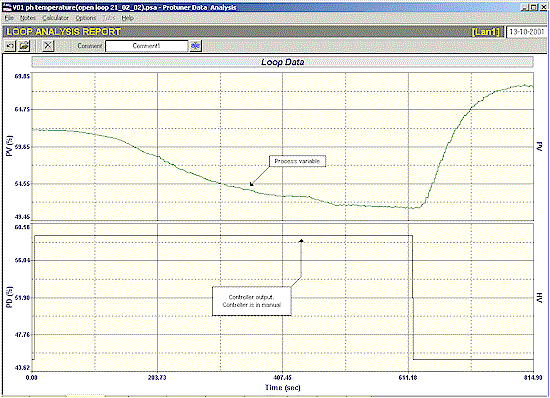 V01 ph temperature(open loop 21_02_02).psa - Protuner Data Analysis
File Notes Calculator Options Tabs Help
LOOP ANALYSIS REPORT [Lan1] 13-10-2001
Comment Comment1
Loop Data
69.85
64.75
59.65
54.55
49.45
PV (%)
PV
Process variable
60.18
56.04
51.90
47.76
43.62
PD (%)
HV
Controller output.
Controller is in manual
0.00 203.73 407.45 611.18 814.90
Time (sec)